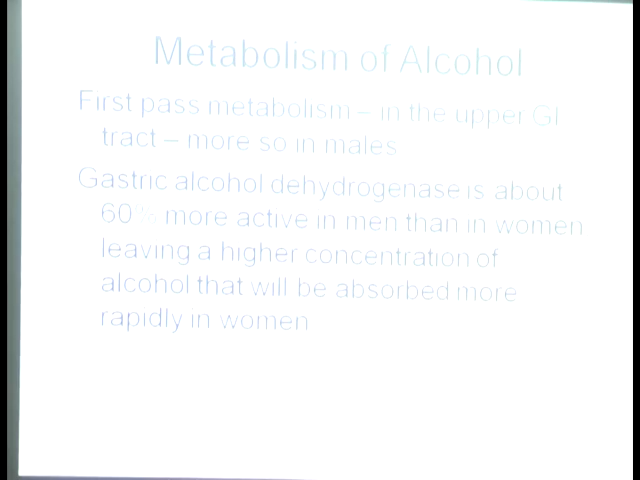 Metabolism of Alcohol
First pass metabolism – in the upper GI
tract – more so in males
Gastric alcohol dehydrogenase is about
60 % more active in men than in women
leaving a higher concentration of
alcohol that will be absorbed more
rapidly in women